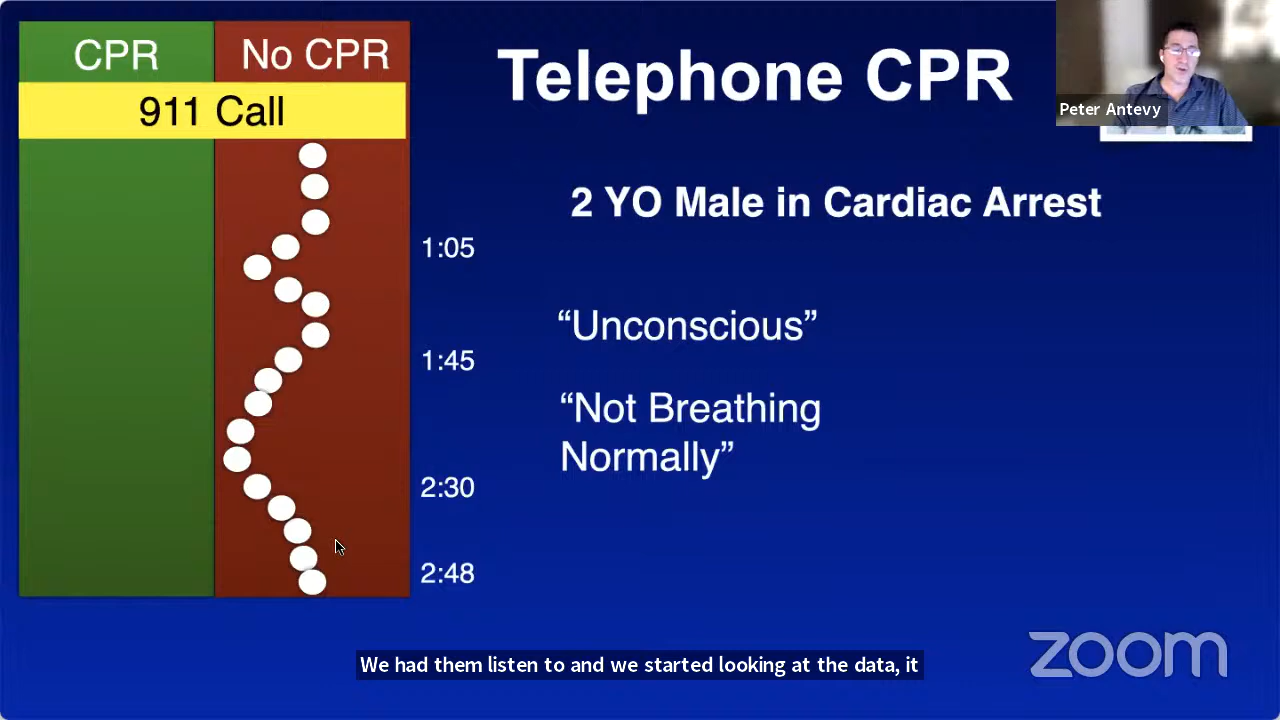 CPR
No CPR
911 Call
Telephone CPR
Peter Antevy
2 YO Male in Cardiac Arrest
1:05
“Unconscious”
1:45
“Not Breathing
Normally”
2:30
2:48
We had them listen to and we started looking at the data, it
zoom